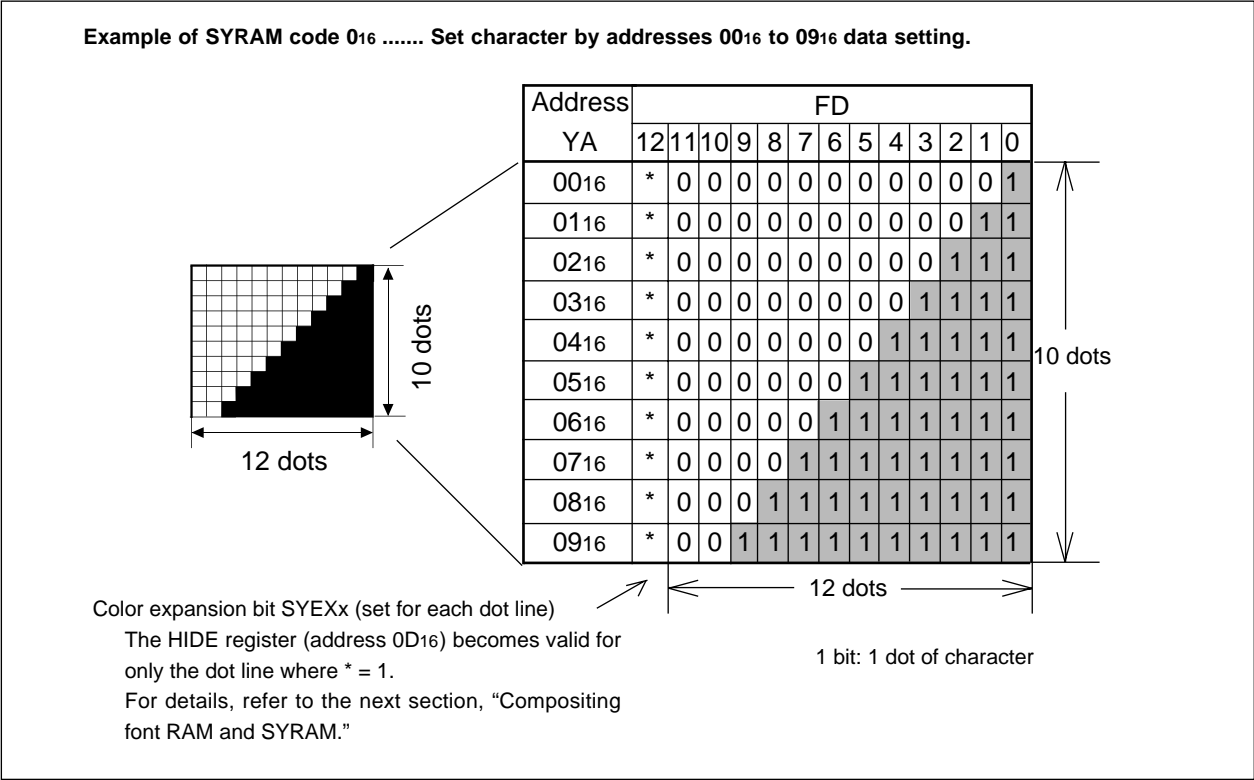 Example of SYRAM code 016 ....... Set character by addresses 0016 to 0916 data setting.
Address FD
YA 12 11 10 9 8 7 6 5 4 3 2 1 0
0016 * 0 0 0 0 0 0 0 0 0 0 0 1
0116 * 0 0 0 0 0 0 0 0 0 0 1 1
0216 * 0 0 0 0 0 0 0 0 0 1 1 1
0316 * 0 0 0 0 0 0 0 0 1 1 1 1
0416 * 0 0 0 0 0 0 0 1 1 1 1 1
0516 * 0 0 0 0 0 0 1 1 1 1 1 1
0616 * 0 0 0 0 0 1 1 1 1 1 1 1
0716 * 0 0 0 0 1 1 1 1 1 1 1 1
0816 * 0 0 0 1 1 1 1 1 1 1 1 1
0916 * 0 0 1 1 1 1 1 1 1 1 1 1
10 dots
12 dots
10 dots
12 dots
Color expansion bit SYEXx (set for each dot line)
The HIDE register (address 0D16) becomes valid for
only the dot line where * = 1.
For details, refer to the next section, “Compositing
font RAM and SYRAM.”
1 bit: 1 dot of character